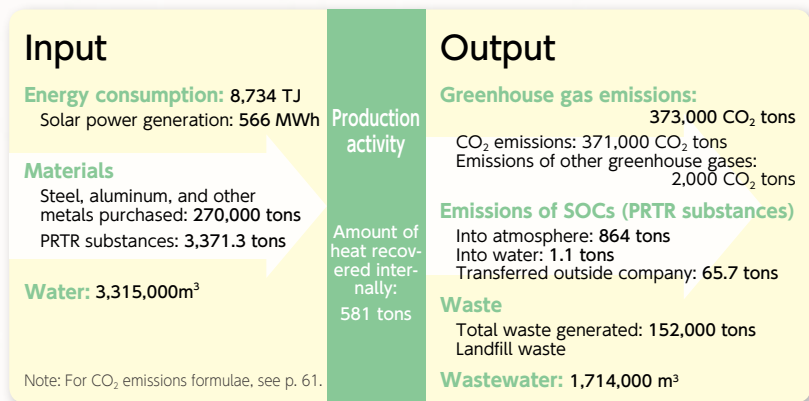 Input
Energy consumption: 8,734 TJ
Solar power generation: 566 MWh
Materials
Steel, aluminum, and other
metals purchased: 270,000 tons
PRTR substances: 3,371.3 tons
Water: 3,315,000m³
Note: For CO₂ emissions formulae, see p. 61.
Production
activity
Amount of
heat recov-
ered inter-
nally:
581 tons
Output
Greenhouse gas emissions:
373,000 CO₂ tons
CO₂ emissions: 371,000 CO₂ tons
Emissions of other greenhouse gases:
2,000 CO₂ tons
Emissions of SOCs (PRTR substances)
Into atmosphere: 864 tons
Into water: 1.1 tons
Transferred outside company: 65.7 tons
Waste
Total waste generated: 152,000 tons
Landfill waste
Wastewater: 1,714,000 m³